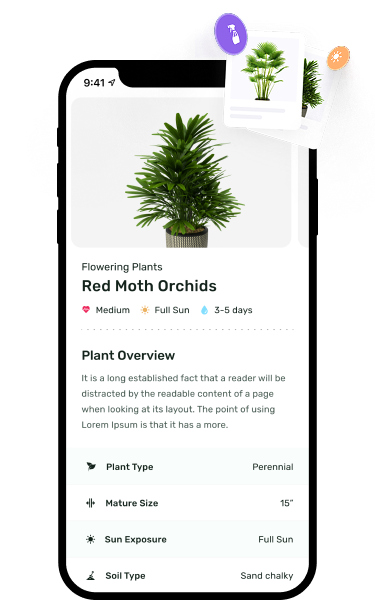 9:41
Flowering Plants
Red Moth Orchids
Medium Full Sun 3-5 days
Plant Overview
It is a long established fact that a reader will be
distracted by the readable content of a page
when looking at its layout. The point of using
Lorem Ipsum is that it has a more.
Plant Type Perennial
Mature Size 15”
Sun Exposure Full Sun
Soil Type Sand chalky